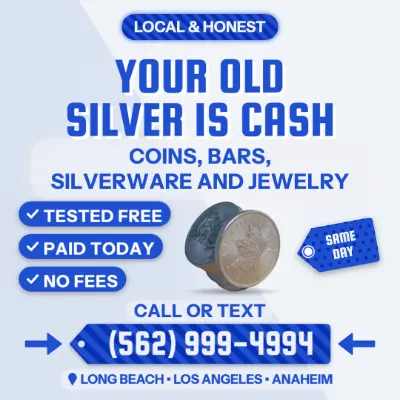 LOCAL & HONEST
YOUR OLD
SILVER IS CASH
COINS, BARS,
SILVERWARE AND JEWELRY
TESTED FREE
PAID TODAY
NO FEES
SAME
DAY
CALL OR TEXT
(562) 999-4994
LONG BEACH • LOS ANGELES • ANAHEIM